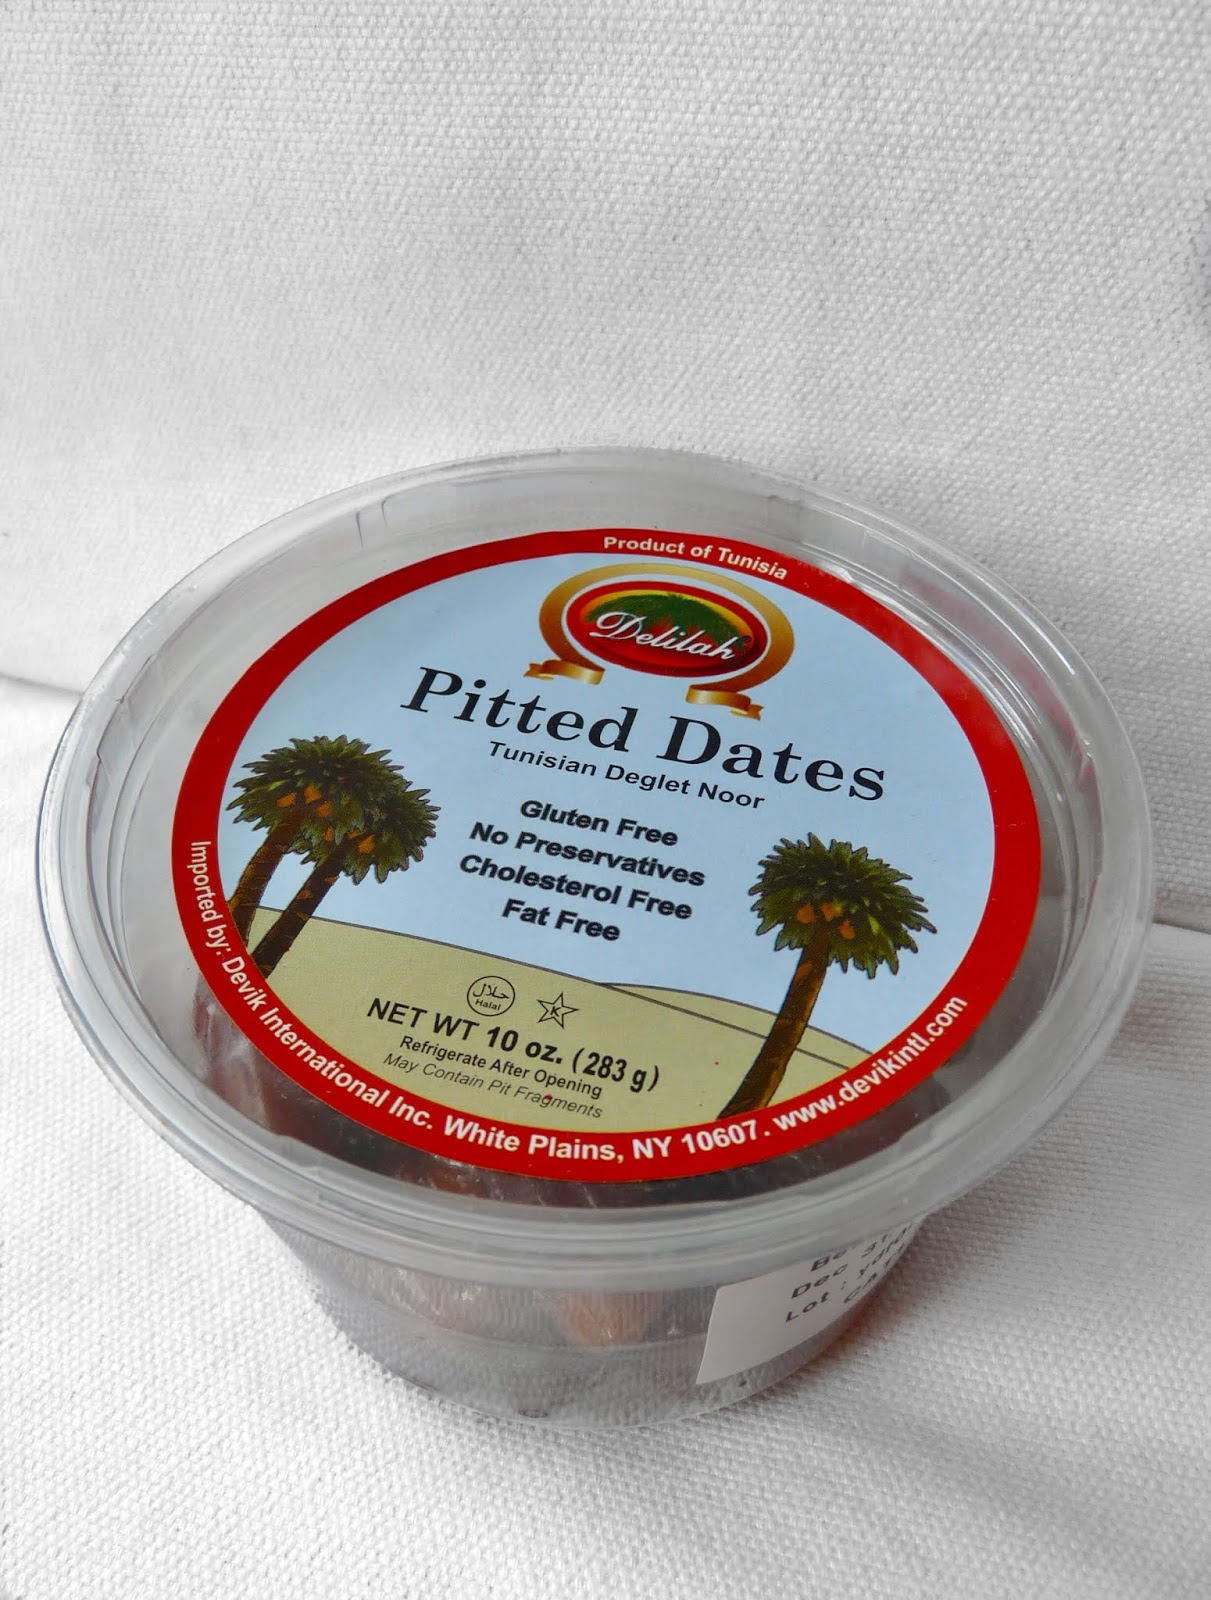 Product of Tunisia
Delilah
Pitted Dates
Tunisian Deglet Noor
Gluten Free
No Preservatives
Cholesterol Free
Fat Free
حلال
Halal
K
NET WT 10 oz. (283 g)
Refrigerate After Opening
May Contain Pit Fragments
Imported by: Devik International Inc. White Plains, NY 10607. www.devikintl.com
Dec
Lot :